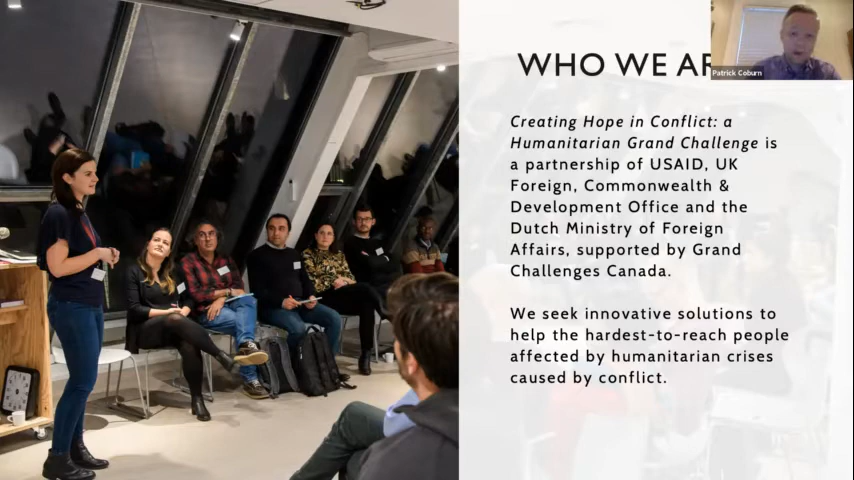 WHO WE AR
Patrick Coburn
Creating Hope in Conflict: a
Humanitarian Grand Challenge is
a partnership of USAID, UK
Foreign, Commonwealth &
Development Office and the
Dutch Ministry of Foreign
Affairs, supported by Grand
Challenges Canada.
We seek innovative solutions to
help the hardest-to-reach people
affected by humanitarian crises
caused by conflict.